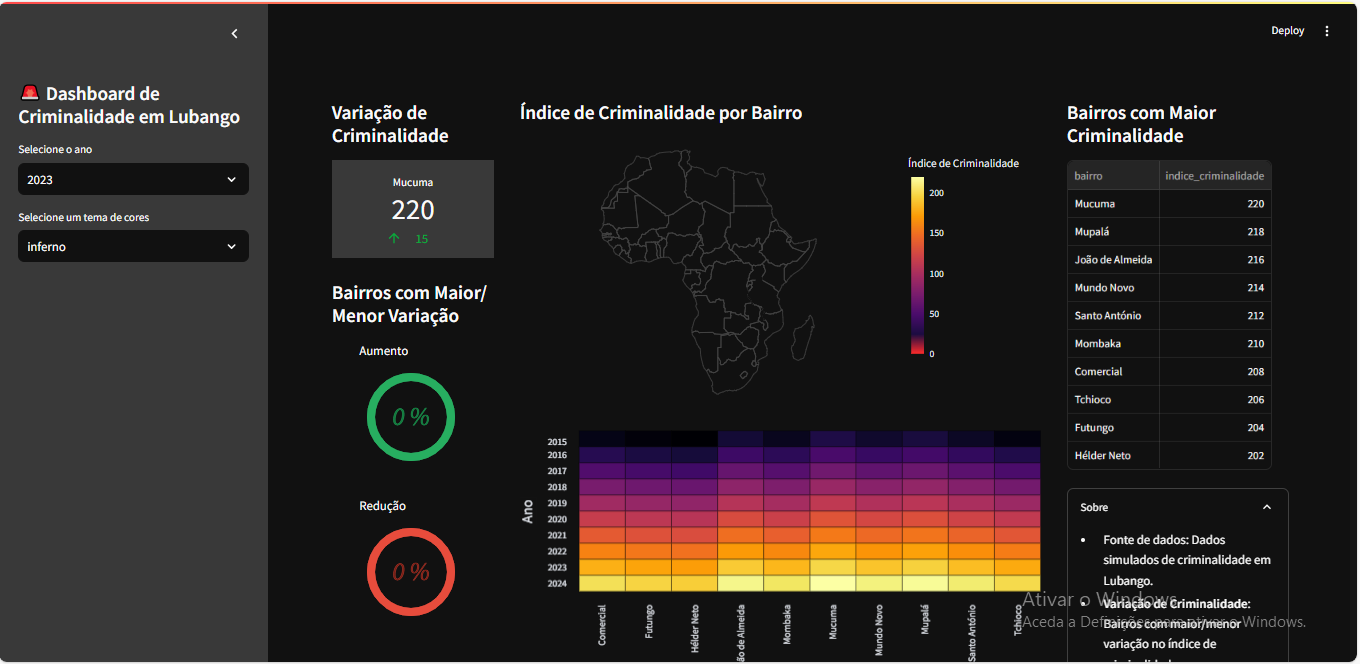 Deploy
🚨 Dashboard de
Criminalidade em Lubango
Selecione o ano
2023
Selecione um tema de cores
inferno
Variação de
Criminalidade
Mucuma
220
↑ 15
Bairros com Maior/
Menor Variação
Aumento
0 %
Redução
0 %
Índice de Criminalidade por Bairro
Índice de Criminalidade
200
150
100
50
0
Ano
2015
2016
2017
2018
2019
2020
2021
2022
2023
2024
Comercial
Futungo
Hélder Neto
ão de Almeida
Mombaka
Mucuma
Mundo Novo
Mupalá
Santo António
Tchioco
Bairros com Maior
Criminalidade
bairro indice_criminalidade
Mucuma 220
Mupalá 218
João de Almeida 216
Mundo Novo 214
Santo António 212
Mombaka 210
Comercial 208
Tchioco 206
Futungo 204
Hélder Neto 202
Sobre
• Fonte de dados: Dados
simulados de criminalidade em
Lubango.
• Variação de Criminalidade:
Bairros com maior/menor
variação no índice de
Ativar o Windows
Aceda a Definições para ativar o Windows.